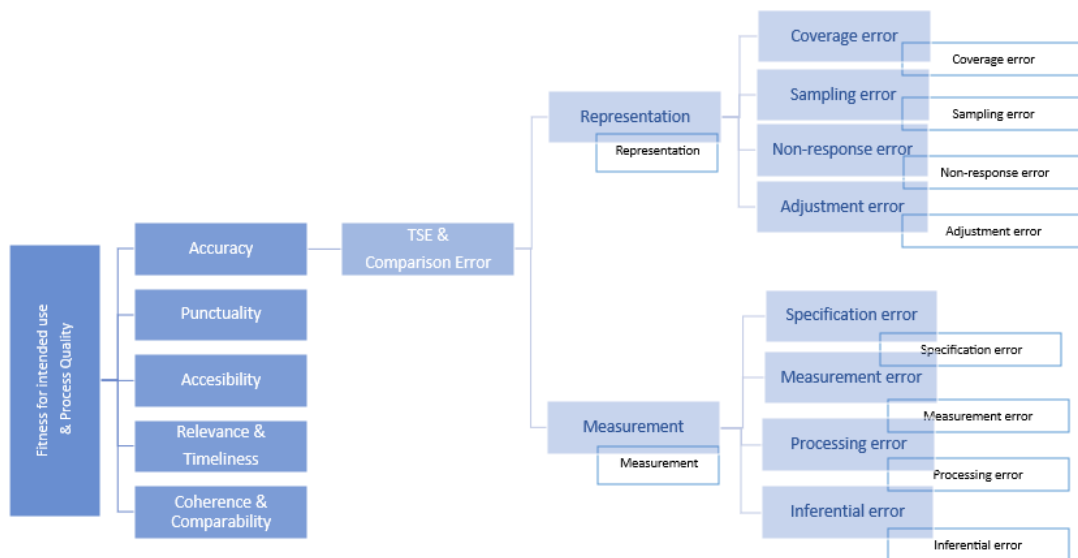 Fitness for intended use
& Process Quality
Accuracy
Punctuality
Accesibility
Relevance &
Timeliness
Coherence &
Comparability
TSE &
Comparison Error
Representation
Representation
Coverage error
Coverage error
Sampling error
Sampling error
Non-response error
Non-response error
Adjustment error
Adjustment error
Measurement
Measurement
Specification error
Specification error
Measurement error
Measurement error
Processing error
Processing error
Inferential error
Inferential error